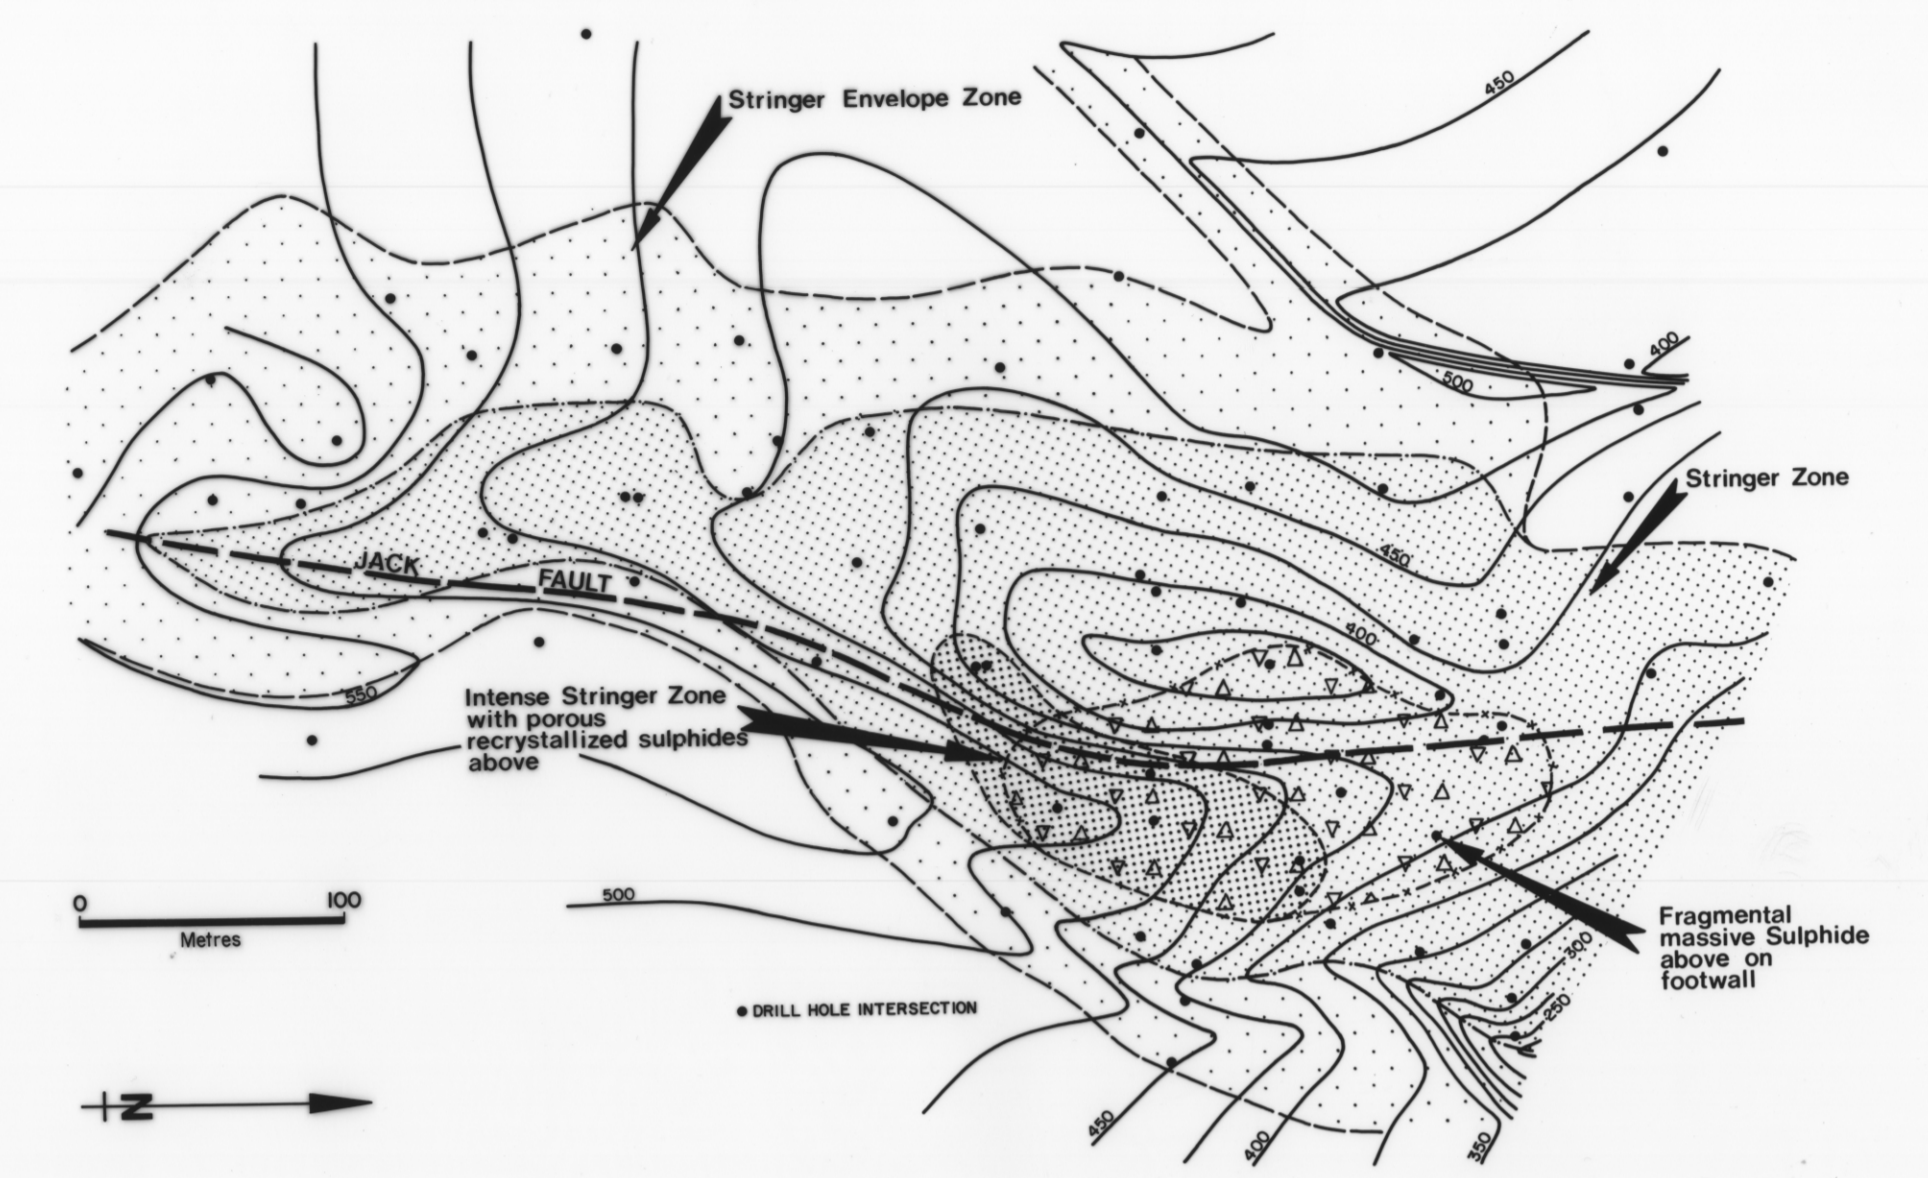 450
Stringer Envelope Zone
400
500
Stringer Zone
450
JACK
FAULT
400
550
Intense Stringer Zone
with porous
recrystallized sulphides
above
0 100
Metres
500
Fragmental
massive Sulphide
above on
footwall
300
250
DRILL HOLE INTERSECTION
N
450
400
350